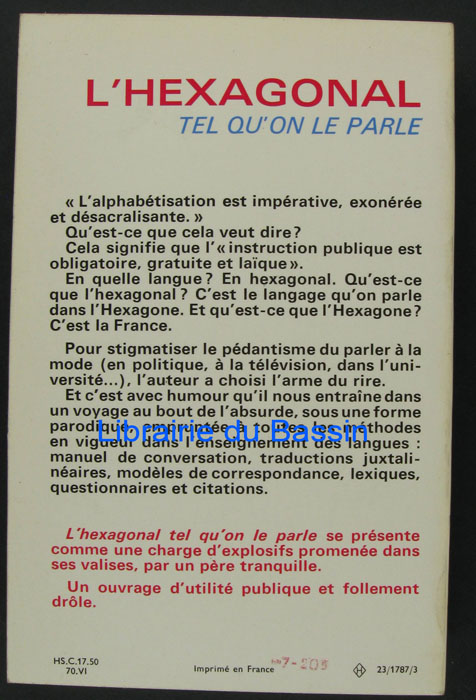 L'HEXAGONAL
TEL QU'ON LE PARLE
« L'alphabétisation est impérative, exonérée
et désacralisante. »
Qu'est-ce que cela veut dire ?
Cela signifie que l'« instruction publique est
obligatoire, gratuite et laïque ».
En quelle langue ? En hexagonal. Qu'est-ce
que l'hexagonal ? C'est le langage qu'on parle
dans l'Hexagone. Et qu'est-ce que l'Hexagone ?
C'est la France.
Pour stigmatiser le pédantisme du parler à la
mode (en politique, à la télévision, dans l'uni-
versité...), l'auteur a choisi l'arme du rire.
Et c'est avec humour qu'il nous entraîne dans
un voyage au bout de l'absurde, sous une forme
parodique, empruntée à toutes les méthodes
Librairie du Bassin
en vigueur dans l'enseignement des langues :
manuel de conversation, traductions juxtali-
néaires, modèles de correspondance, lexiques,
questionnaires et citations.
L'hexagonal tel qu'on le parle se présente
comme une charge d'explosifs promenée dans
ses valises, par un père tranquille.
Un ouvrage d'utilité publique et follement
drôle.
HS.C.17.50
70.VI
Imprimé en France
H 23/1787/3